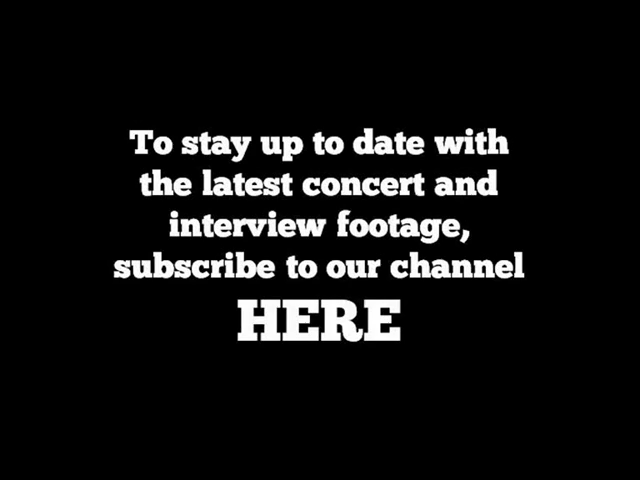 To stay up to date with
the latest concert and
interview footage,
subscribe to our channel
HERE